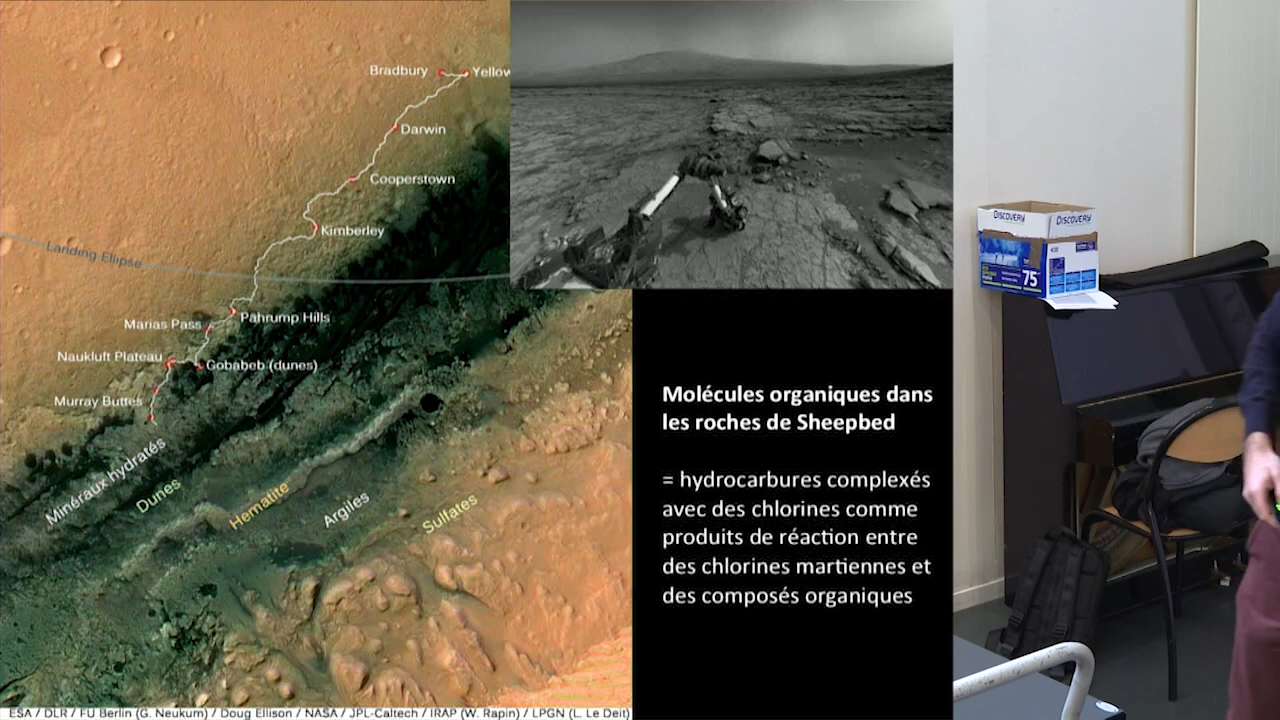 Bradbury
Yellow
Darwin
Cooperstown
Kimberley
Landing Ellipse
Marias Pass
Pahrump Hills
Naukluft Plateau
Gobabeb (dunes)
Murray Buttes
Minéraux hydratés
Dunes
Hematite
Argiles
Sulfates
ESA / DLR / FU Berlin (G. Neukum) / Doug Ellison / NASA / JPL-Caltech / IRAP (W. Rapin) / LPGN (L. Le Deit)
Molécules organiques dans
les roches de Sheepbed
= hydrocarbures complexés
avec des chlorines comme
produits de réaction entre
des chlorines martiennes et
des composés organiques
DISCOVERY
DISCOVERY
75